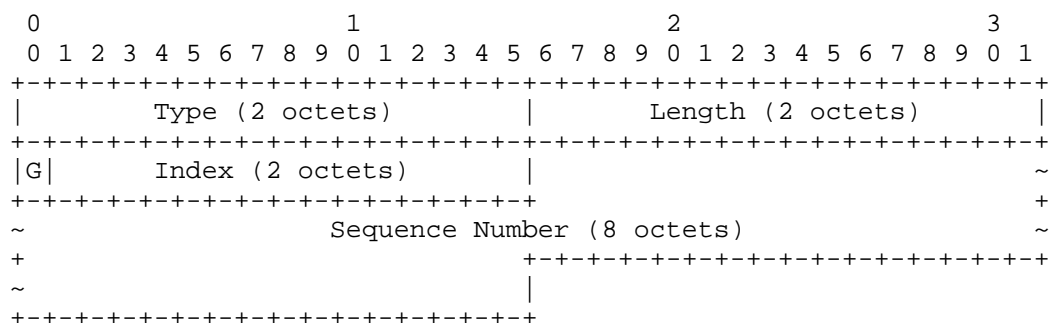 0                   1                   2                   3
 0 1 2 3 4 5 6 7 8 9 0 1 2 3 4 5 6 7 8 9 0 1 2 3 4 5 6 7 8 9 0 1
+-+-+-+-+-+-+-+-+-+-+-+-+-+-+-+-+-+-+-+-+-+-+-+-+-+-+-+-+-+-+-+-+
|        Type (2 octets)        |       Length (2 octets)       |
+-+-+-+-+-+-+-+-+-+-+-+-+-+-+-+-+-+-+-+-+-+-+-+-+-+-+-+-+-+-+-+-+
|G|      Index (2 octets)       |                               ~
+-+-+-+-+-+-+-+-+-+-+-+-+-+-+-+-+                               +
~                   Sequence Number (8 octets)                  ~
+                               +-+-+-+-+-+-+-+-+-+-+-+-+-+-+-+-+
~                               |
+-+-+-+-+-+-+-+-+-+-+-+-+-+-+-+-+